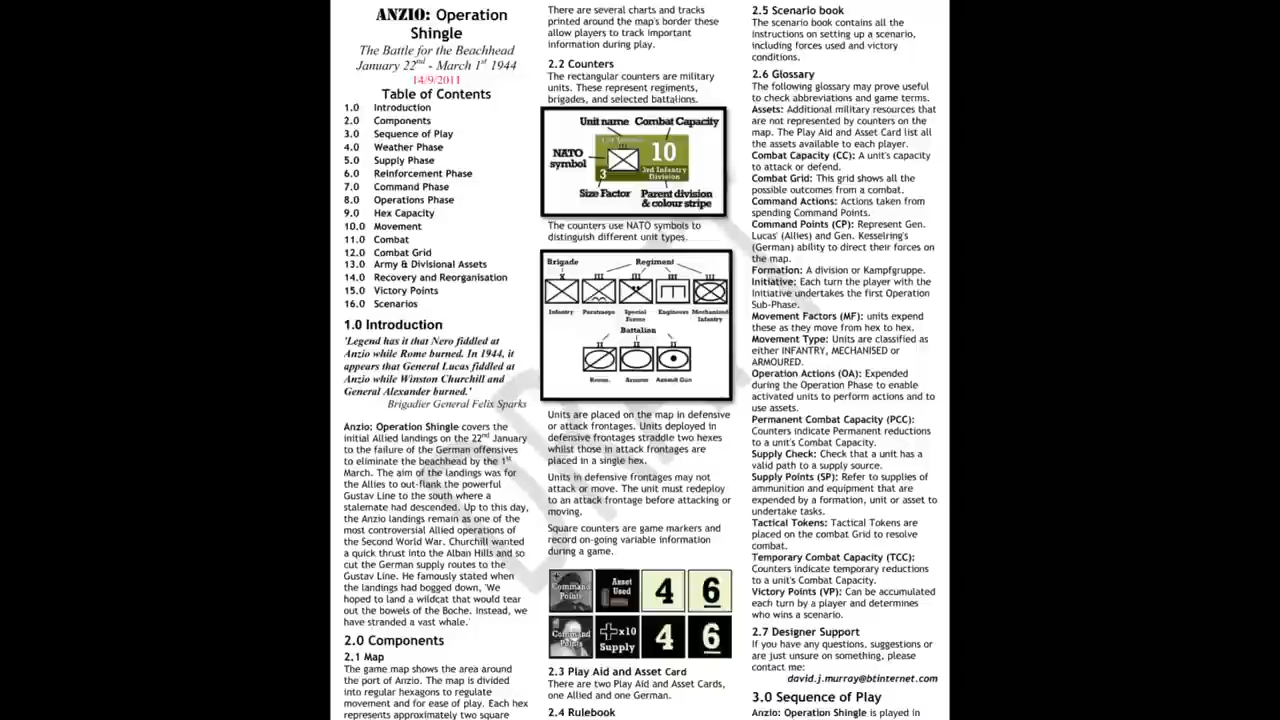 ANZIO: Operation
Shingle
The Battle for the Beachhead
January 22nd - March 1st 1944
14/9/2011
Table of Contents
1.0 Introduction
2.0 Components
3.0 Sequence of Play
4.0 Weather Phase
5.0 Supply Phase
6.0 Reinforcement Phase
7.0 Command Phase
8.0 Operations Phase
9.0 Hex Capacity
10.0 Movement
11.0 Combat
12.0 Combat Grid
13.0 Army & Divisional Assets
14.0 Recovery and Reorganisation
15.0 Victory Points
16.0 Scenarios
1.0 Introduction
'Legend has it that Nero fiddled at
Anzio while Rome burned. In 1944, it
appears that General Lucas fiddled at
Anzio while Winston Churchill and
General Alexander burned.'
Brigadier General Felix Sparks
Anzio: Operation Shingle covers the
initial Allied landings on the 22nd January
to the failure of the German offensives
to eliminate the beachhead by the 1st
March. The aim of the landings was for
the Allies to out-flank the powerful
Gustav Line to the south where a
stalemate had descended. Up to this day,
the Anzio landings remain as one of the
most controversial Allied operations of
the Second World War. Churchill wanted
a quick thrust into the Alban Hills and so
cut the German supply routes to the
Gustav Line. He famously stated when
the landings had bogged down, 'We
hoped to land a wildcat that would tear
out the bowels of the Boche. Instead, we
have stranded a vast whale.'
2.0 Components
2.1 Map
The game map shows the area around
the port of Anzio. The map is divided
into regular hexagons to regulate
movement and for ease of play. Each hex
represents approximately two square
There are several charts and tracks
printed around the map's border these
allow players to track important
information during play.
2.2 Counters
The rectangular counters are military
units. These represent regiments,
brigades, and selected battalions.
Unit name Combat Capacity
NATO
symbol
10
3
3rd Infantry
Division
Size Factor
Parent division
& colour stripe
The counters use NATO symbols to
distinguish different unit types.
Brigade Regiment
X III III III III
Infantry Paratroops Special Forces Engineers Mechanized Infantry
Battalion
II II II
Recon. Armour Assault Gun
Units are placed on the map in defensive
or attack frontages. Units deployed in
defensive frontages straddle two hexes
whilst those in attack frontages are
placed in a single hex.
Units in defensive frontages may not
attack or move. The unit must redeploy
to an attack frontage before attacking or
moving.
Square counters are game markers and
record on-going variable information
during a game.
Command Points Asset Used 4 6
Command Points x10 Supply 4 6
2.3 Play Aid and Asset Card
There are two Play Aid and Asset Cards,
one Allied and one German.
2.4 Rulebook
2.5 Scenario book
The scenario book contains all the
instructions on setting up a scenario,
including forces used and victory
conditions.
2.6 Glossary
The following glossary may prove useful
to check abbreviations and game terms.
Assets: Additional military resources that
are not represented by counters on the
map. The Play Aid and Asset Card list all
the assets available to each player.
Combat Capacity (CC): A unit's capacity
to attack or defend.
Combat Grid: This grid shows all the
possible outcomes from a combat.
Command Actions: Actions taken from
spending Command Points.
Command Points (CP): Represent Gen.
Lucas' (Allies) and Gen. Kesselring's
(German) ability to direct their forces on
the map.
Formation: A division or Kampfgruppe.
Initiative: Each turn the player with the
Initiative undertakes the first Operation
Sub-Phase.
Movement Factors (MF): units expend
these as they move from hex to hex.
Movement Type: Units are classified as
either INFANTRY, MECHANISED or
ARMOURED.
Operation Actions (OA): Expended
during the Operation Phase to enable
activated units to perform actions and to
use assets.
Permanent Combat Capacity (PCC):
Counters indicate Permanent reductions
to a unit's Combat Capacity.
Supply Check: Check that a unit has a
valid path to a supply source.
Supply Points (SP): Refer to supplies of
ammunition and equipment that are
expended by a formation, unit or asset to
undertake tasks.
Tactical Tokens: Tactical Tokens are
placed on the combat Grid to resolve
combat.
Temporary Combat Capacity (TCC):
Counters indicate temporary reductions
to a unit's Combat Capacity.
Victory Points (VP): Can be accumulated
each turn by a player and determines
who wins a scenario.
2.7 Designer Support
If you have any questions, suggestions or
are just unsure on something, please
contact me:
david.j.murray@btinternet.com
3.0 Sequence of Play
Anzio: Operation Shingle is played in